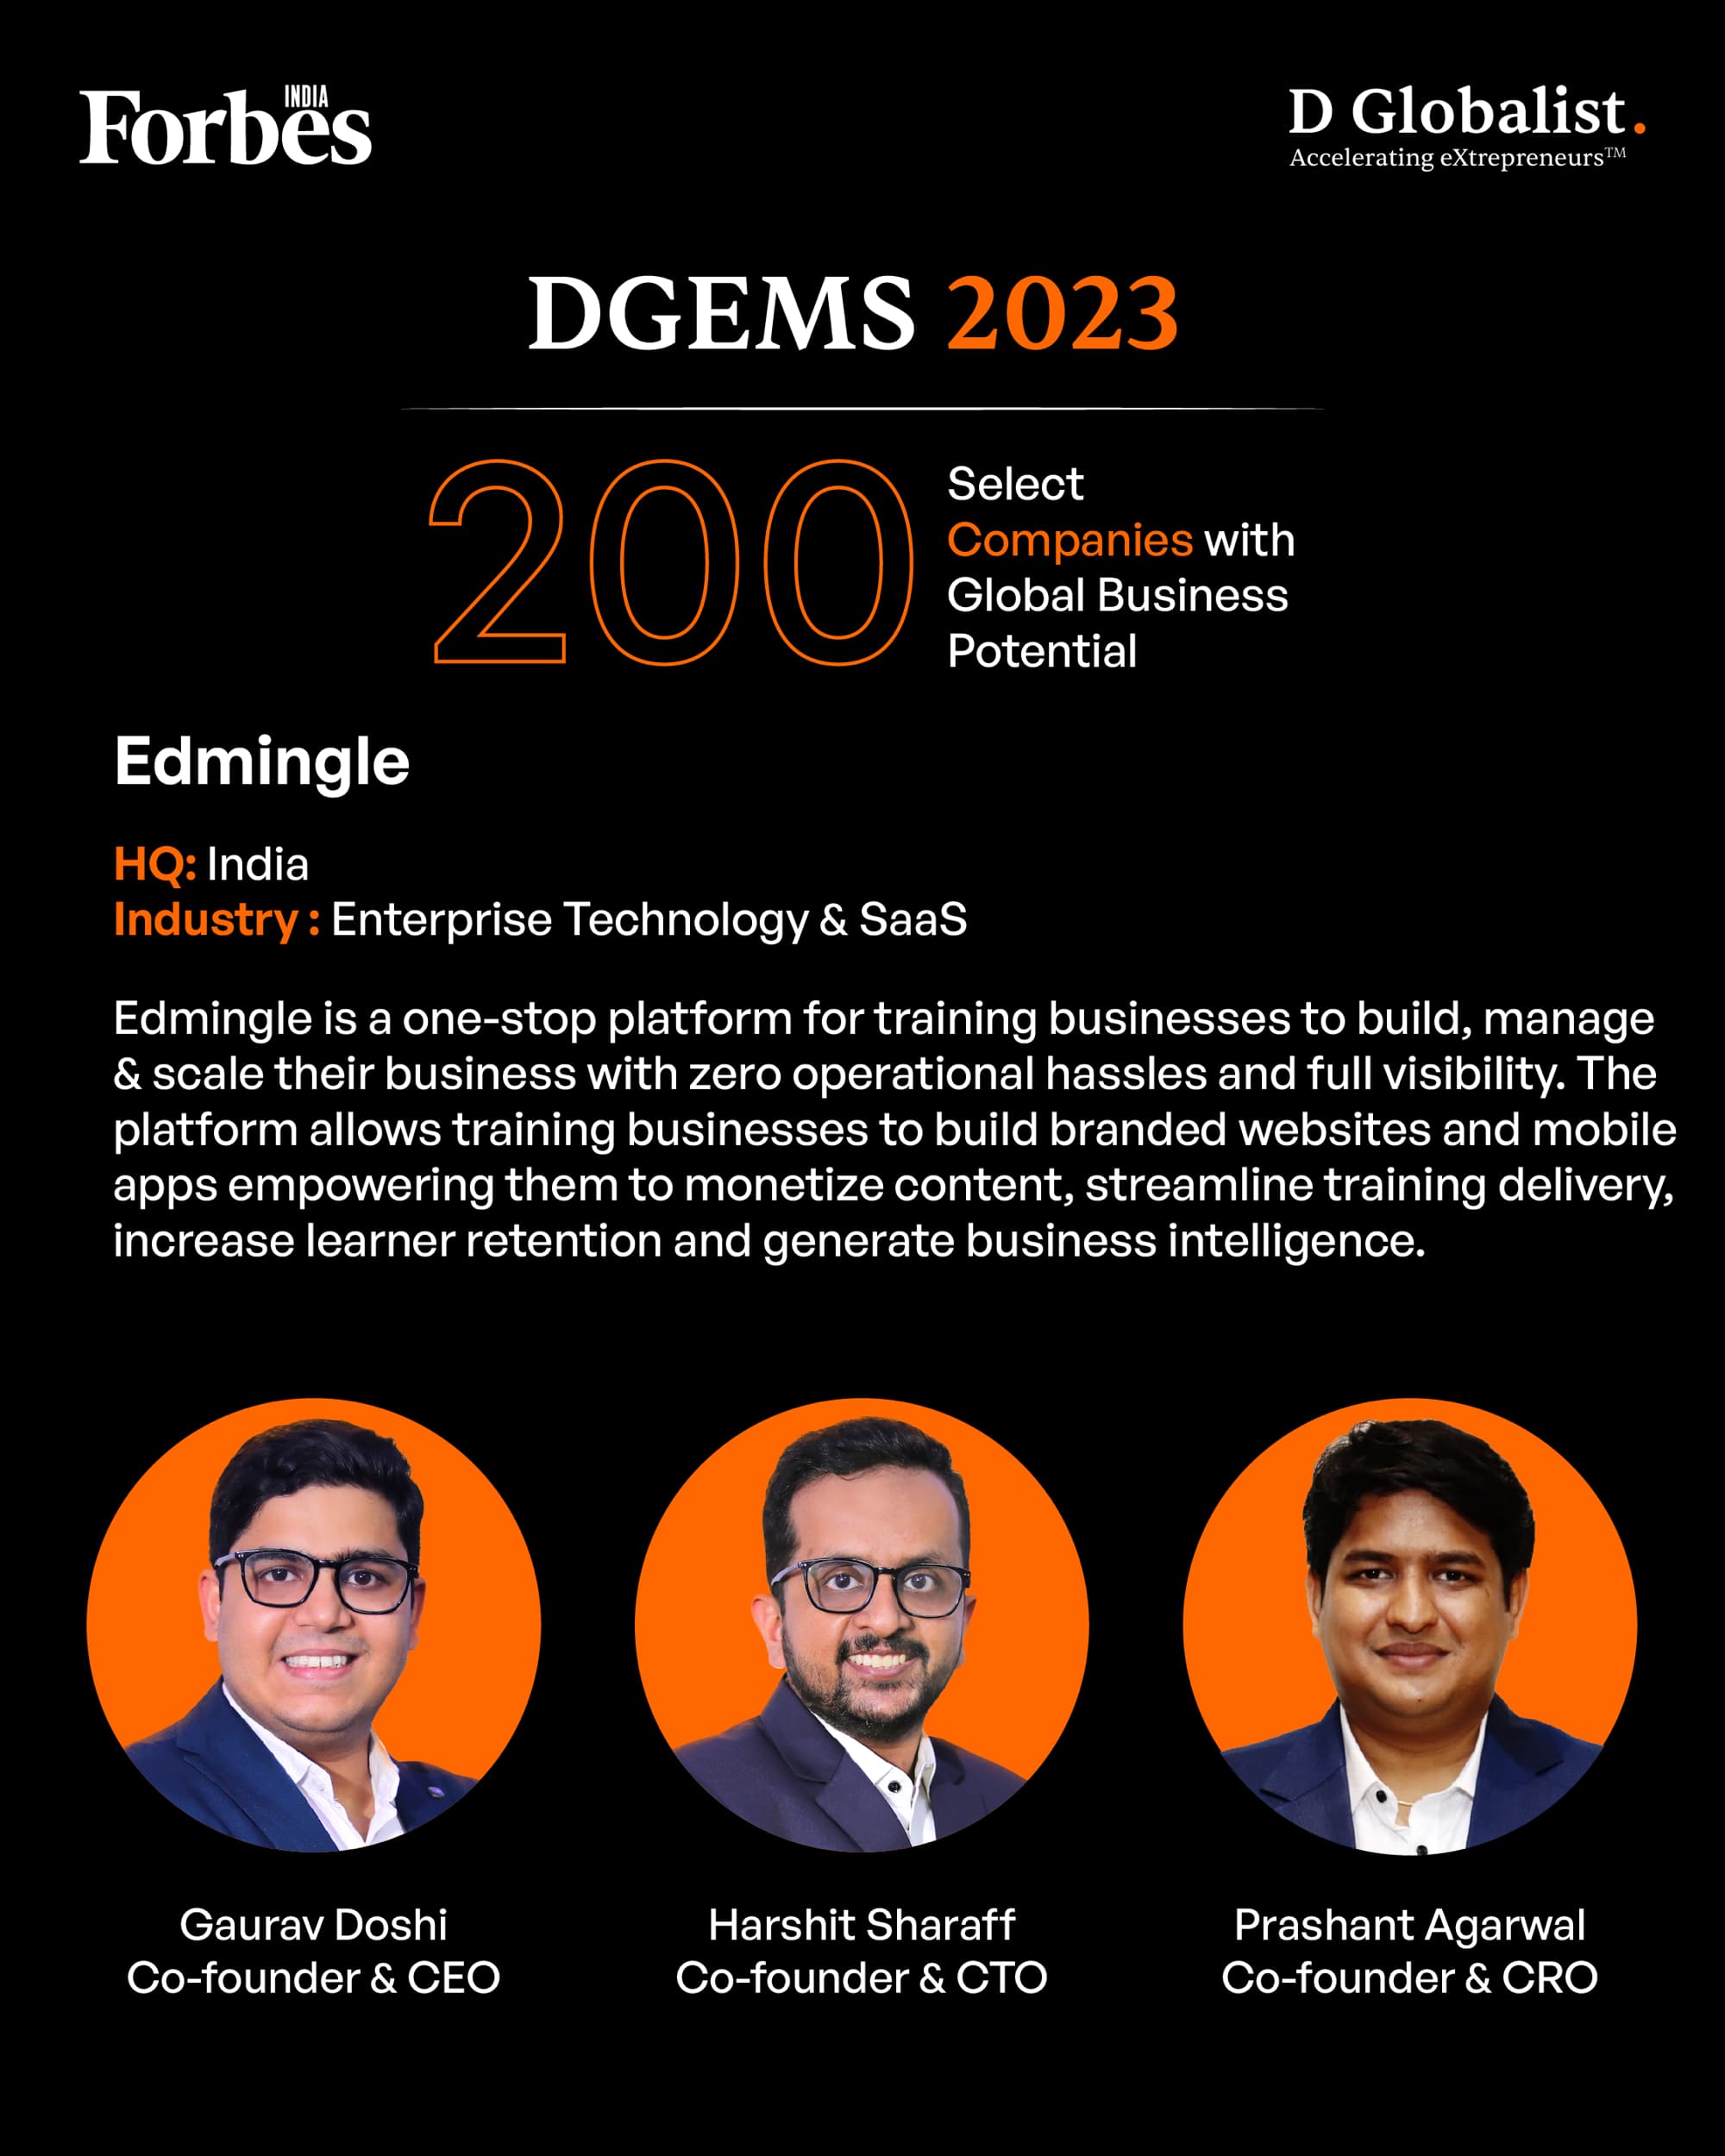 Forbes INDIA
D Globalist.
Accelerating eXtrepreneurs™
DGEMS 2023
200
Select
Companies with
Global Business
Potential
Edmingle
HQ: India
Industry : Enterprise Technology & SaaS
Edmingle is a one-stop platform for training businesses to build, manage
& scale their business with zero operational hassles and full visibility. The
platform allows training businesses to build branded websites and mobile
apps empowering them to monetize content, streamline training delivery,
increase learner retention and generate business intelligence.
Gaurav Doshi
Co-founder & CEO
Harshit Sharaff
Co-founder & CTO
Prashant Agarwal
Co-founder & CRO